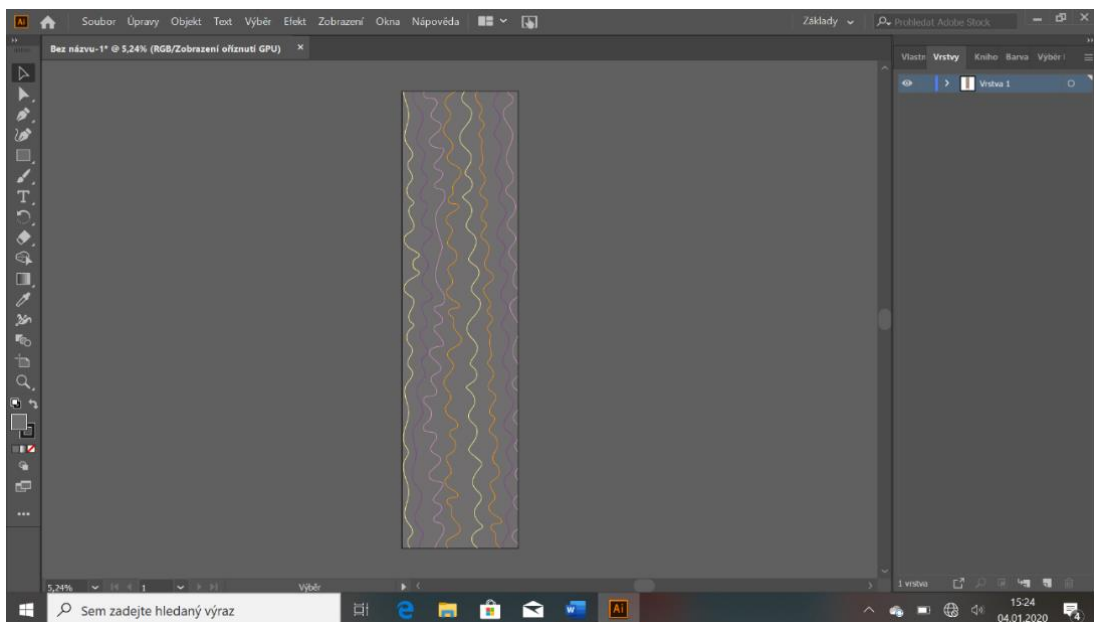 Ai Soubor Úpravy Objekt Text Výběr Efekt Zobrazení Okna Nápověda Základy Prohledat Adobe Stock
Bez názvu-1* @ 5,24% (RGB/Zobrazení oříznutí GPU) ×
Vlastn Vrstvy Kniho Barva Výběr
Vrstva 1
5,24% 1 Výběr 1 vrstva
Sem zadejte hledaný výraz
Ai
15:24
04.01.2020
4